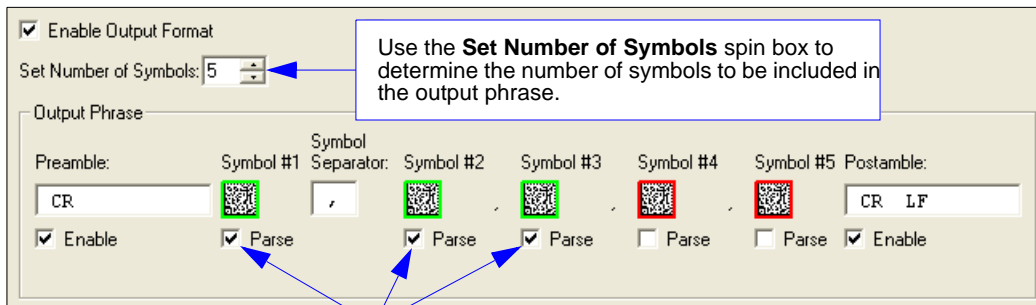 Enable Output Format
Set Number of Symbols: 5
Use the Set Number of Symbols spin box to
determine the number of symbols to be included in
the output phrase.
Output Phrase
Preamble: Symbol #1 Symbol Separator: Symbol #2 Symbol #3 Symbol #4 Symbol #5 Postamble:
CR , , , , CR LF
Enable Parse Parse Parse Parse Parse Enable